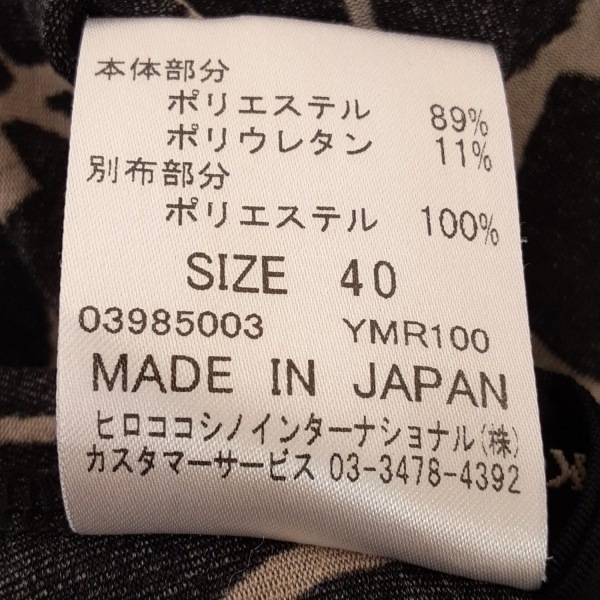 本体部分
ポリエステル 89%
ポリウレタン 11%
別布部分
ポリエステル 100%
SIZE 40
03985003 YMR100
MADE IN JAPAN
ヒロココシノインターナショナル(株)
カスタマーサービス 03-3478-4392